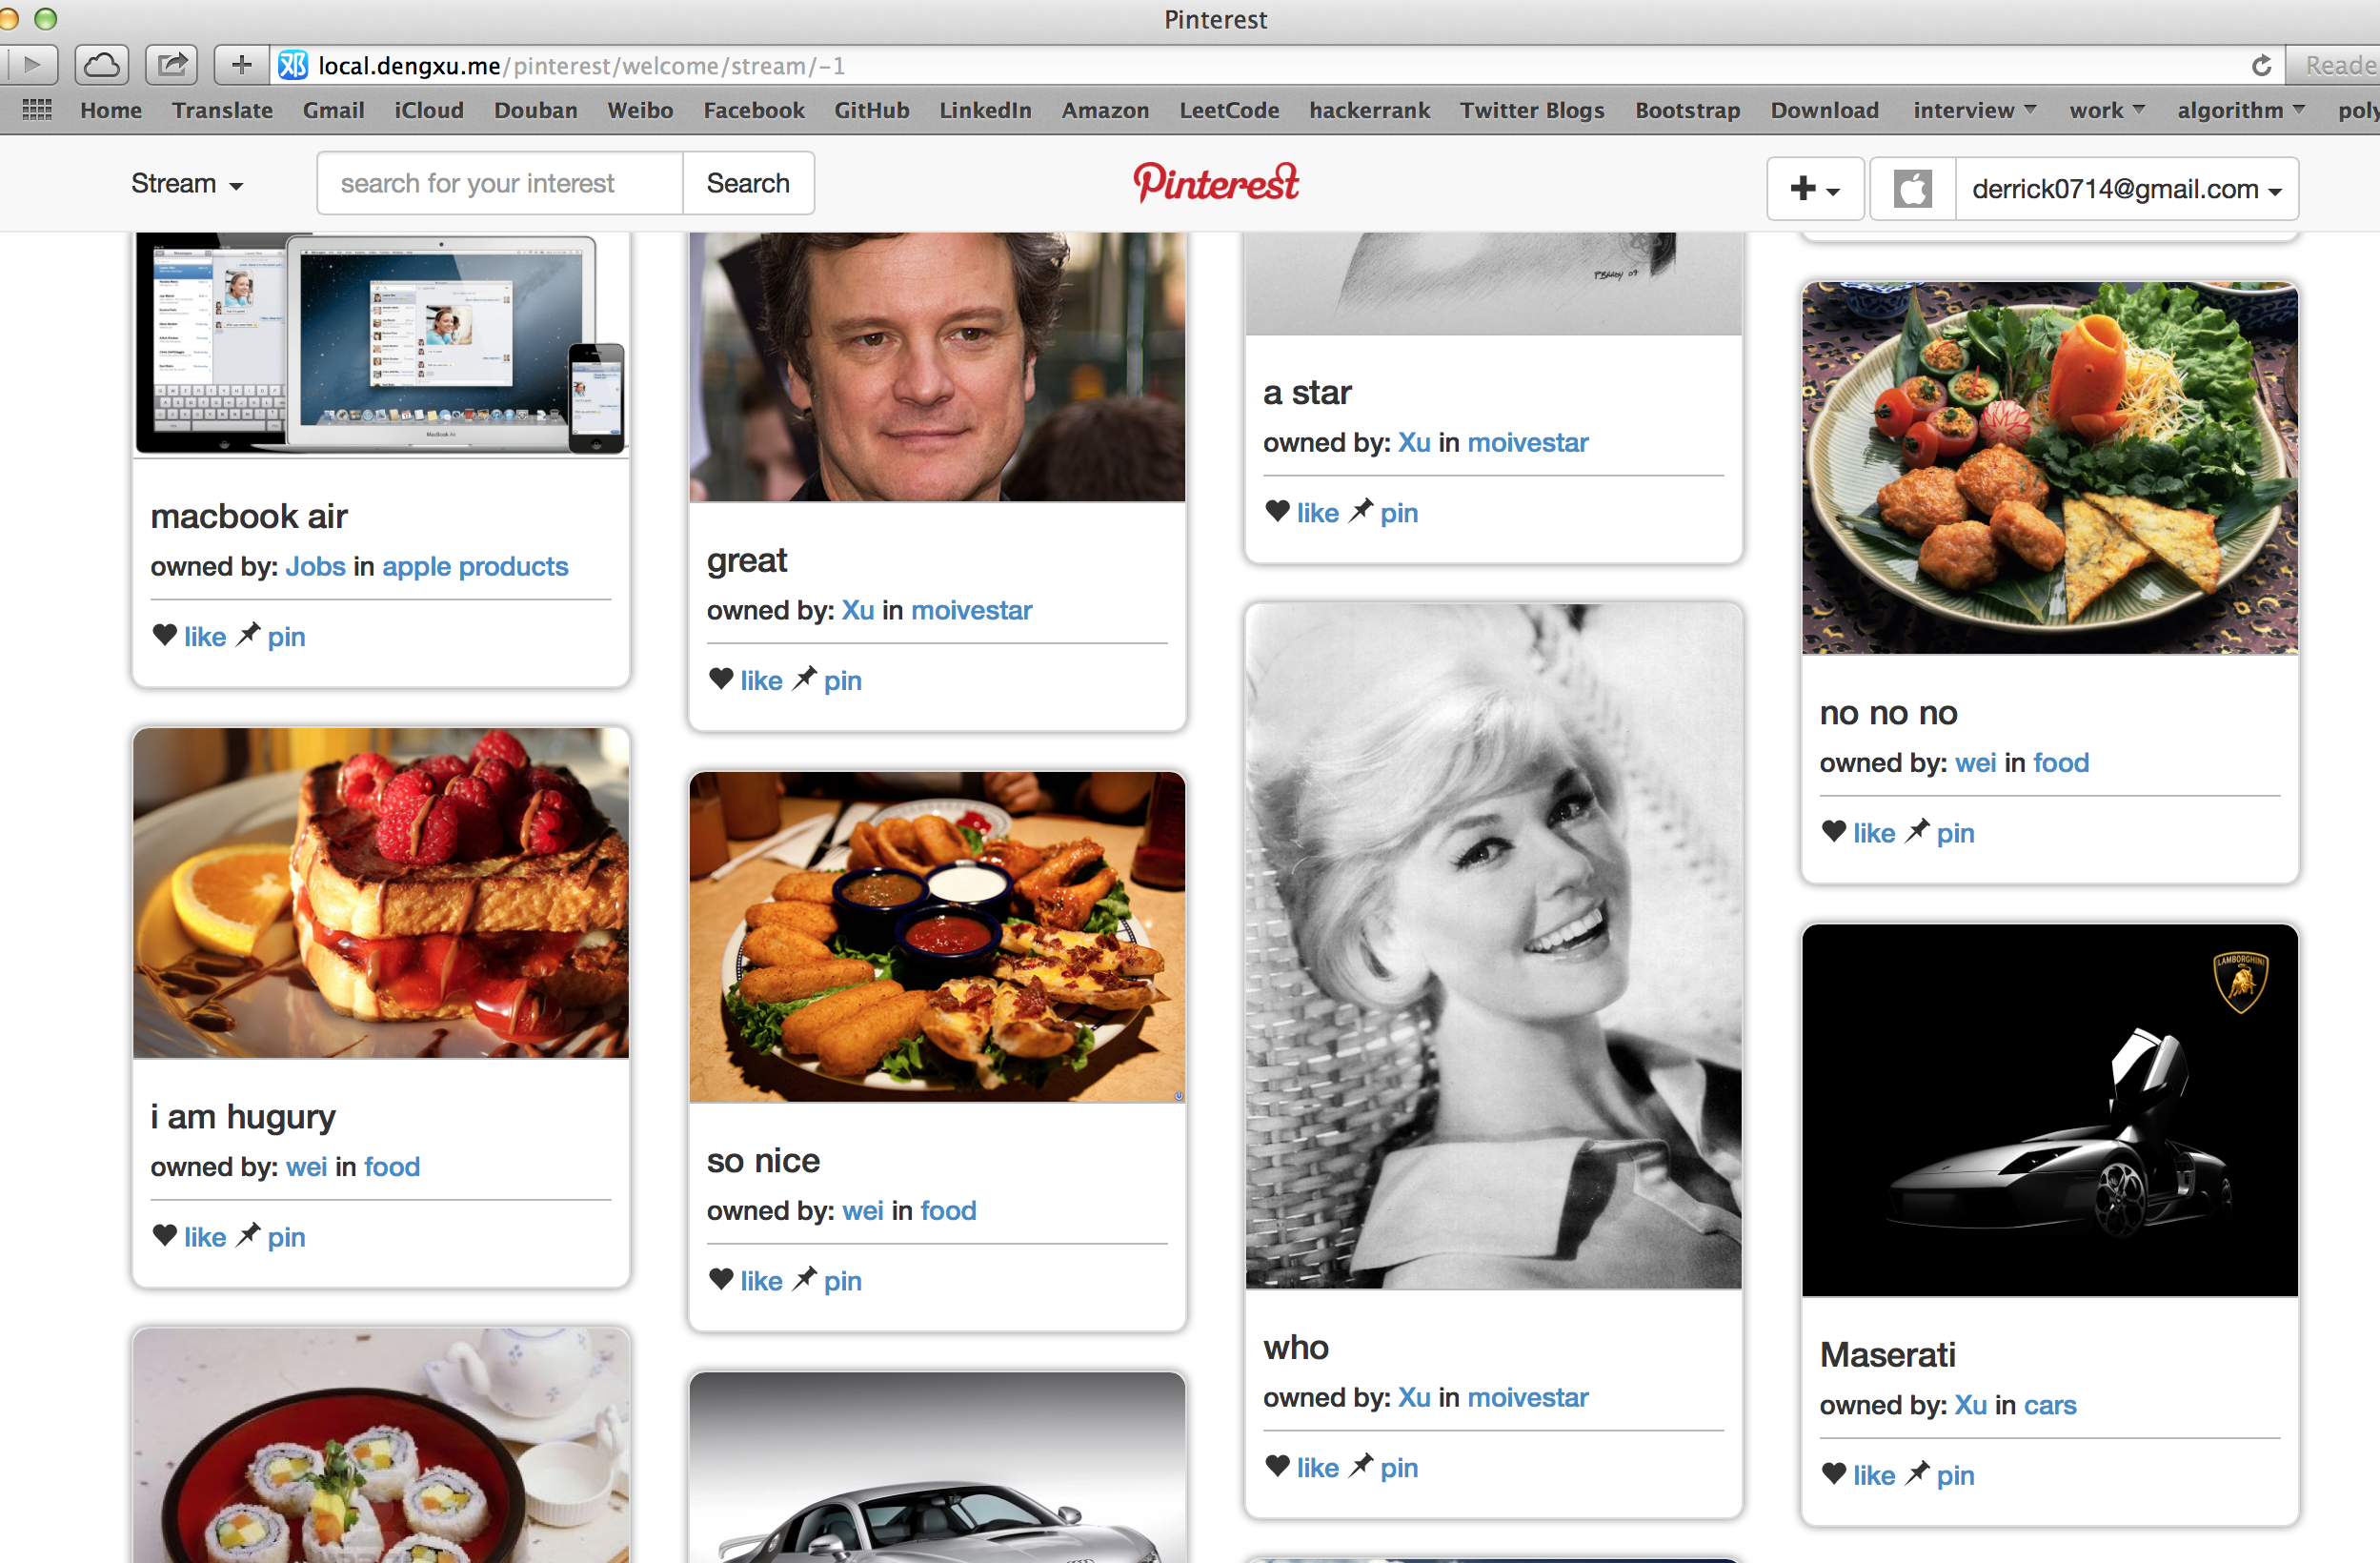 Pinterest
邓 local.dengxu.me/pinterest/welcome/stream/-1
Reade
Home Translate Gmail iCloud Douban Weibo Facebook GitHub LinkedIn Amazon LeetCode hackerrank Twitter Blogs Bootstrap Download interview work algorithm poly
Stream search for your interest Search Pinterest derrick0714@gmail.com
MacBook Air
macbook air
owned by: Jobs in apple products
like pin
i am hugury
owned by: wei in food
like pin
great
owned by: Xu in moivestar
like pin
so nice
owned by: wei in food
like pin
a star
owned by: Xu in moivestar
like pin
who
owned by: Xu in moivestar
like pin
no no no
owned by: wei in food
like pin
LAMBORGHINI
Maserati
owned by: Xu in cars
like pin